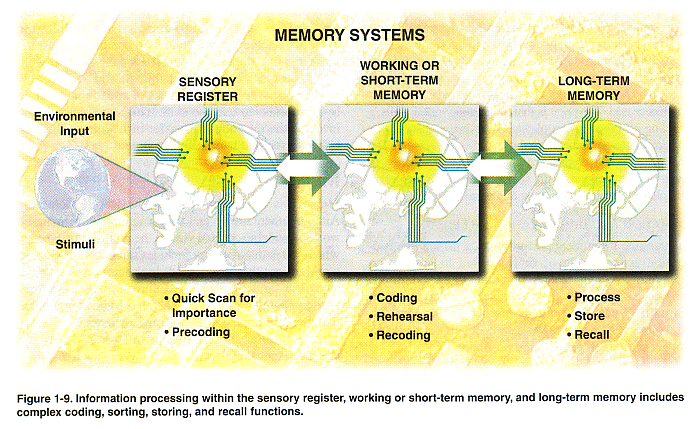 MEMORY SYSTEMS
Environmental
Input
Stimuli
SENSORY
REGISTER
WORKING OR
SHORT-TERM
MEMORY
LONG-TERM
MEMORY
• Quick Scan for
Importance
• Precoding
• Coding
• Rehearsal
• Recoding
• Process
• Store
• Recall
Figure 1-9. Information processing within the sensory register, working or short-term memory, and long-term memory includes
complex coding, sorting, storing, and recall functions.